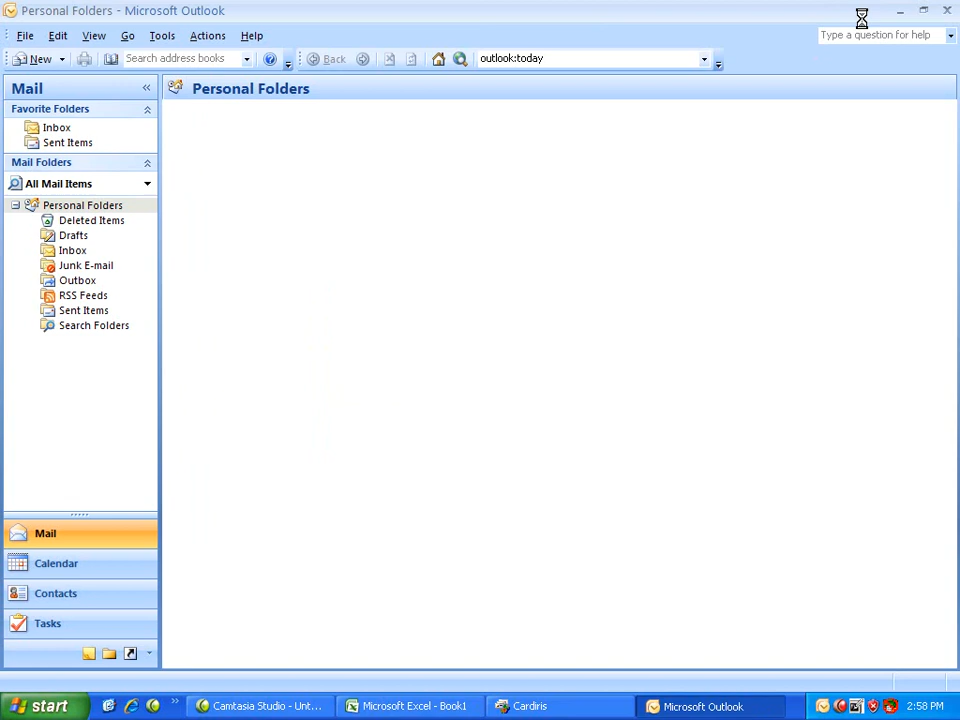 Personal Folders - Microsoft Outlook
File Edit View Go Tools Actions Help
Type a question for help
New Search address books Back outlook:today
Mail
Personal Folders
Favorite Folders
Inbox
Sent Items
Mail Folders
All Mail Items
Personal Folders
Deleted Items
Drafts
Inbox
Junk E-mail
Outbox
RSS Feeds
Sent Items
Search Folders
Mail
Calendar
Contacts
Tasks
start Camtasia Studio - Unt... Microsoft Excel - Book1 Cardiris Microsoft Outlook 2:58 PM